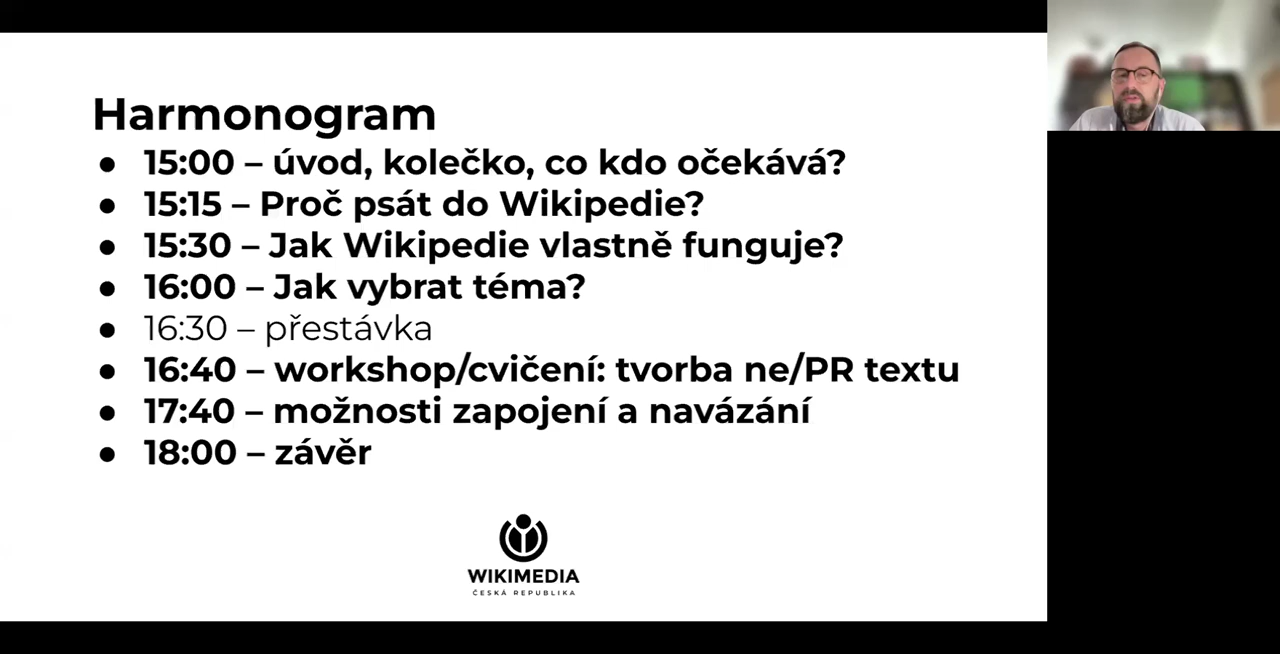 Harmonogram
● 15:00 – úvod, kolečko, co kdo očekává?
● 15:15 – Proč psát do Wikipedie?
● 15:30 – Jak Wikipedie vlastně funguje?
● 16:00 – Jak vybrat téma?
● 16:30 – přestávka
● 16:40 – workshop/cvičení: tvorba ne/PR textu
● 17:40 – možnosti zapojení a navázání
● 18:00 – závěr
WIKIMEDIA
ČESKÁ REPUBLIKA